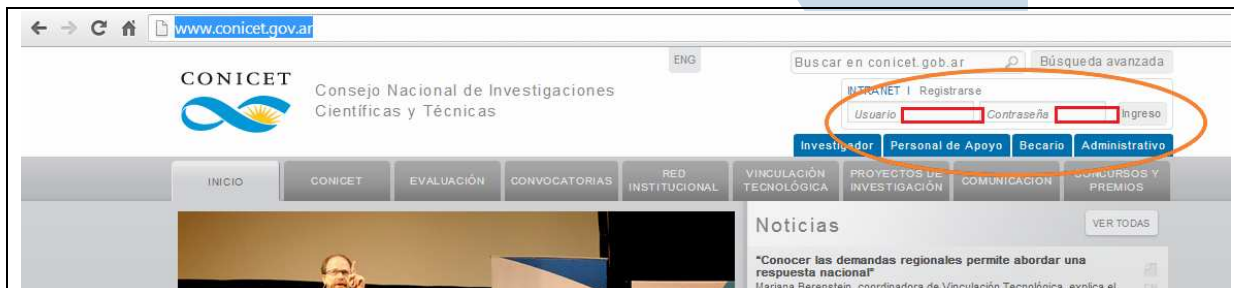 www.conicet.gov.ar
ENG
Buscar en conicet.gob.ar
Búsqueda avanzada
CONICET
Consejo Nacional de Investigaciones
Científicas y Técnicas
INTRANET | Registrarse
Usuario
Contraseña
Ingreso
Investigador
Personal de Apoyo
Becario
Administrativo
INICIO
CONICET
EVALUACIÓN
CONVOCATORIAS
RED
INSTITUCIONAL
VINCULACIÓN
TECNOLÓGICA
PROYECTOS DE
INVESTIGACIÓN
COMUNICACIÓN
CONCURSOS Y
PREMIOS
Noticias
VER TODAS
"Conocer las demandas regionales permite abordar una
respuesta nacional"
Mariana Berenstein, coordinadora de Vinculación Tecnológica, explica el